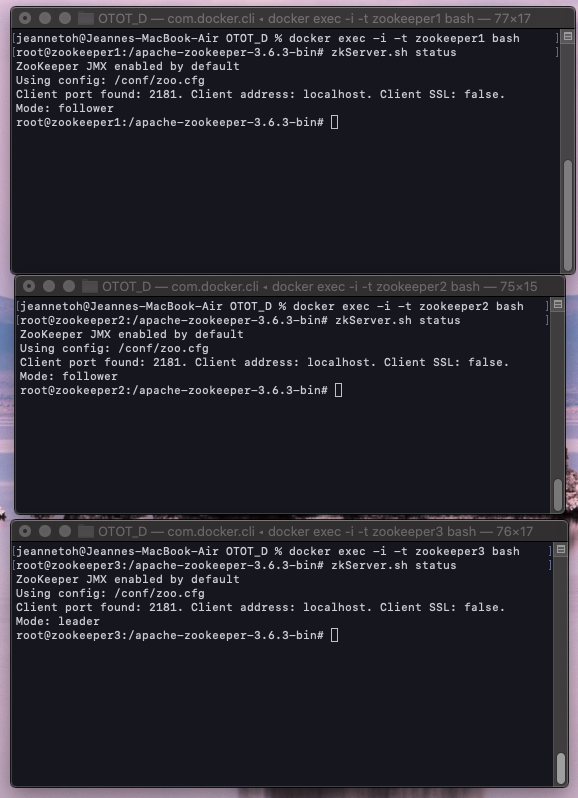 OTOT_D — com.docker.cli ◂ docker exec -i -t zookeeper1 bash — 77×17
[jeannetoh@Jeannes-MacBook-Air OTOT_D % docker exec -i -t zookeeper1 bash ]
[root@zookeeper1:/apache-zookeeper-3.6.3-bin# zkServer.sh status ]
ZooKeeper JMX enabled by default
Using config: /conf/zoo.cfg
Client port found: 2181. Client address: localhost. Client SSL: false.
Mode: follower
root@zookeeper1:/apache-zookeeper-3.6.3-bin#
OTOT_D — com.docker.cli ◂ docker exec -i -t zookeeper2 bash — 75×15
[jeannetoh@Jeannes-MacBook-Air OTOT_D % docker exec -i -t zookeeper2 bash ]
[root@zookeeper2:/apache-zookeeper-3.6.3-bin# zkServer.sh status ]
ZooKeeper JMX enabled by default
Using config: /conf/zoo.cfg
Client port found: 2181. Client address: localhost. Client SSL: false.
Mode: follower
root@zookeeper2:/apache-zookeeper-3.6.3-bin#
OTOT_D — com.docker.cli ◂ docker exec -i -t zookeeper3 bash — 76×17
[jeannetoh@Jeannes-MacBook-Air OTOT_D % docker exec -i -t zookeeper3 bash ]
[root@zookeeper3:/apache-zookeeper-3.6.3-bin# zkServer.sh status ]
ZooKeeper JMX enabled by default
Using config: /conf/zoo.cfg
Client port found: 2181. Client address: localhost. Client SSL: false.
Mode: leader
root@zookeeper3:/apache-zookeeper-3.6.3-bin#